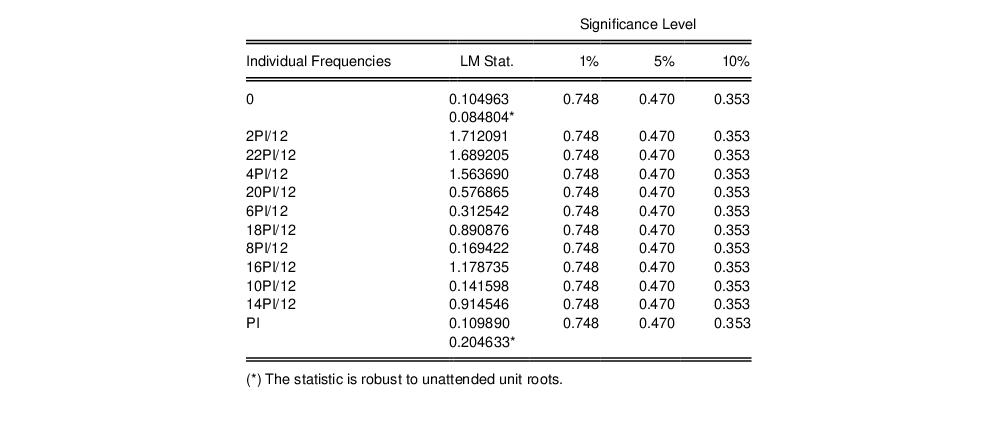 Significance Level
Individual Frequencies LM Stat. 1% 5% 10%
0 0.104963 0.748 0.470 0.353
0.084804*
2PI/12 1.712091 0.748 0.470 0.353
22PI/12 1.689205 0.748 0.470 0.353
4PI/12 1.563690 0.748 0.470 0.353
20PI/12 0.576865 0.748 0.470 0.353
6PI/12 0.312542 0.748 0.470 0.353
18PI/12 0.890876 0.748 0.470 0.353
8PI/12 0.169422 0.748 0.470 0.353
16PI/12 1.178735 0.748 0.470 0.353
10PI/12 0.141598 0.748 0.470 0.353
14PI/12 0.914546 0.748 0.470 0.353
PI 0.109890 0.748 0.470 0.353
0.204633*
(*) The statistic is robust to unattended unit roots.